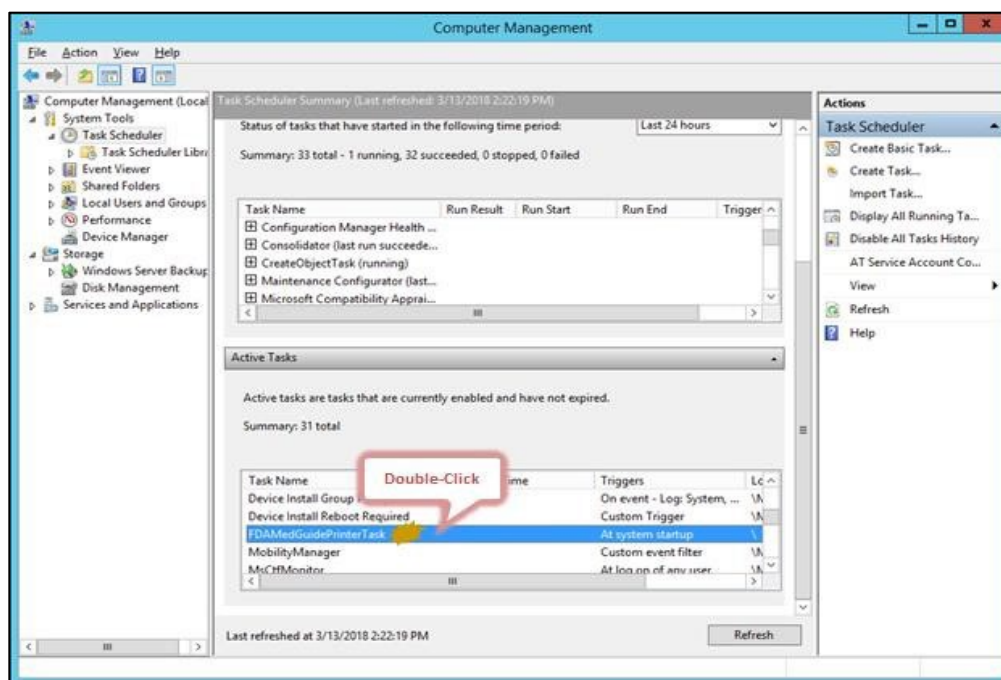 Computer Management
File Action View Help
Computer Management (Local
System Tools
Task Scheduler
Task Scheduler Libra
Event Viewer
Shared Folders
Local Users and Groups
Performance
Device Manager
Storage
Windows Server Backup
Disk Management
Services and Applications
Task Scheduler Summary (Last refreshed: 3/13/2018 2:22:19 PM)
Status of tasks that have started in the following time period: Last 24 hours
Summary: 33 total - 1 running, 32 succeeded, 0 stopped, 0 failed
Task Name Run Result Run Start Run End Trigger
Configuration Manager Health ...
Consolidator (last run succeede...
CreateObjectTask (running)
Maintenance Configurator (last...
Microsoft Compatibility Apprai...
Active Tasks
Active tasks are tasks that are currently enabled and have not expired.
Summary: 31 total
Double-Click
Task Name ime Triggers Lc
Device Install Group On event - Log: System, ... \M
Device Install Reboot Required Custom Trigger \M
FDAMedGuidePrinterTask At system startup \
MobilityManager Custom event filter \M
MsCtfMonitor At log on of any user \M
Last refreshed at 3/13/2018 2:22:19 PM Refresh
Actions
Task Scheduler
Create Basic Task...
Create Task...
Import Task...
Display All Running Ta...
Disable All Tasks History
AT Service Account Co...
View
Refresh
Help